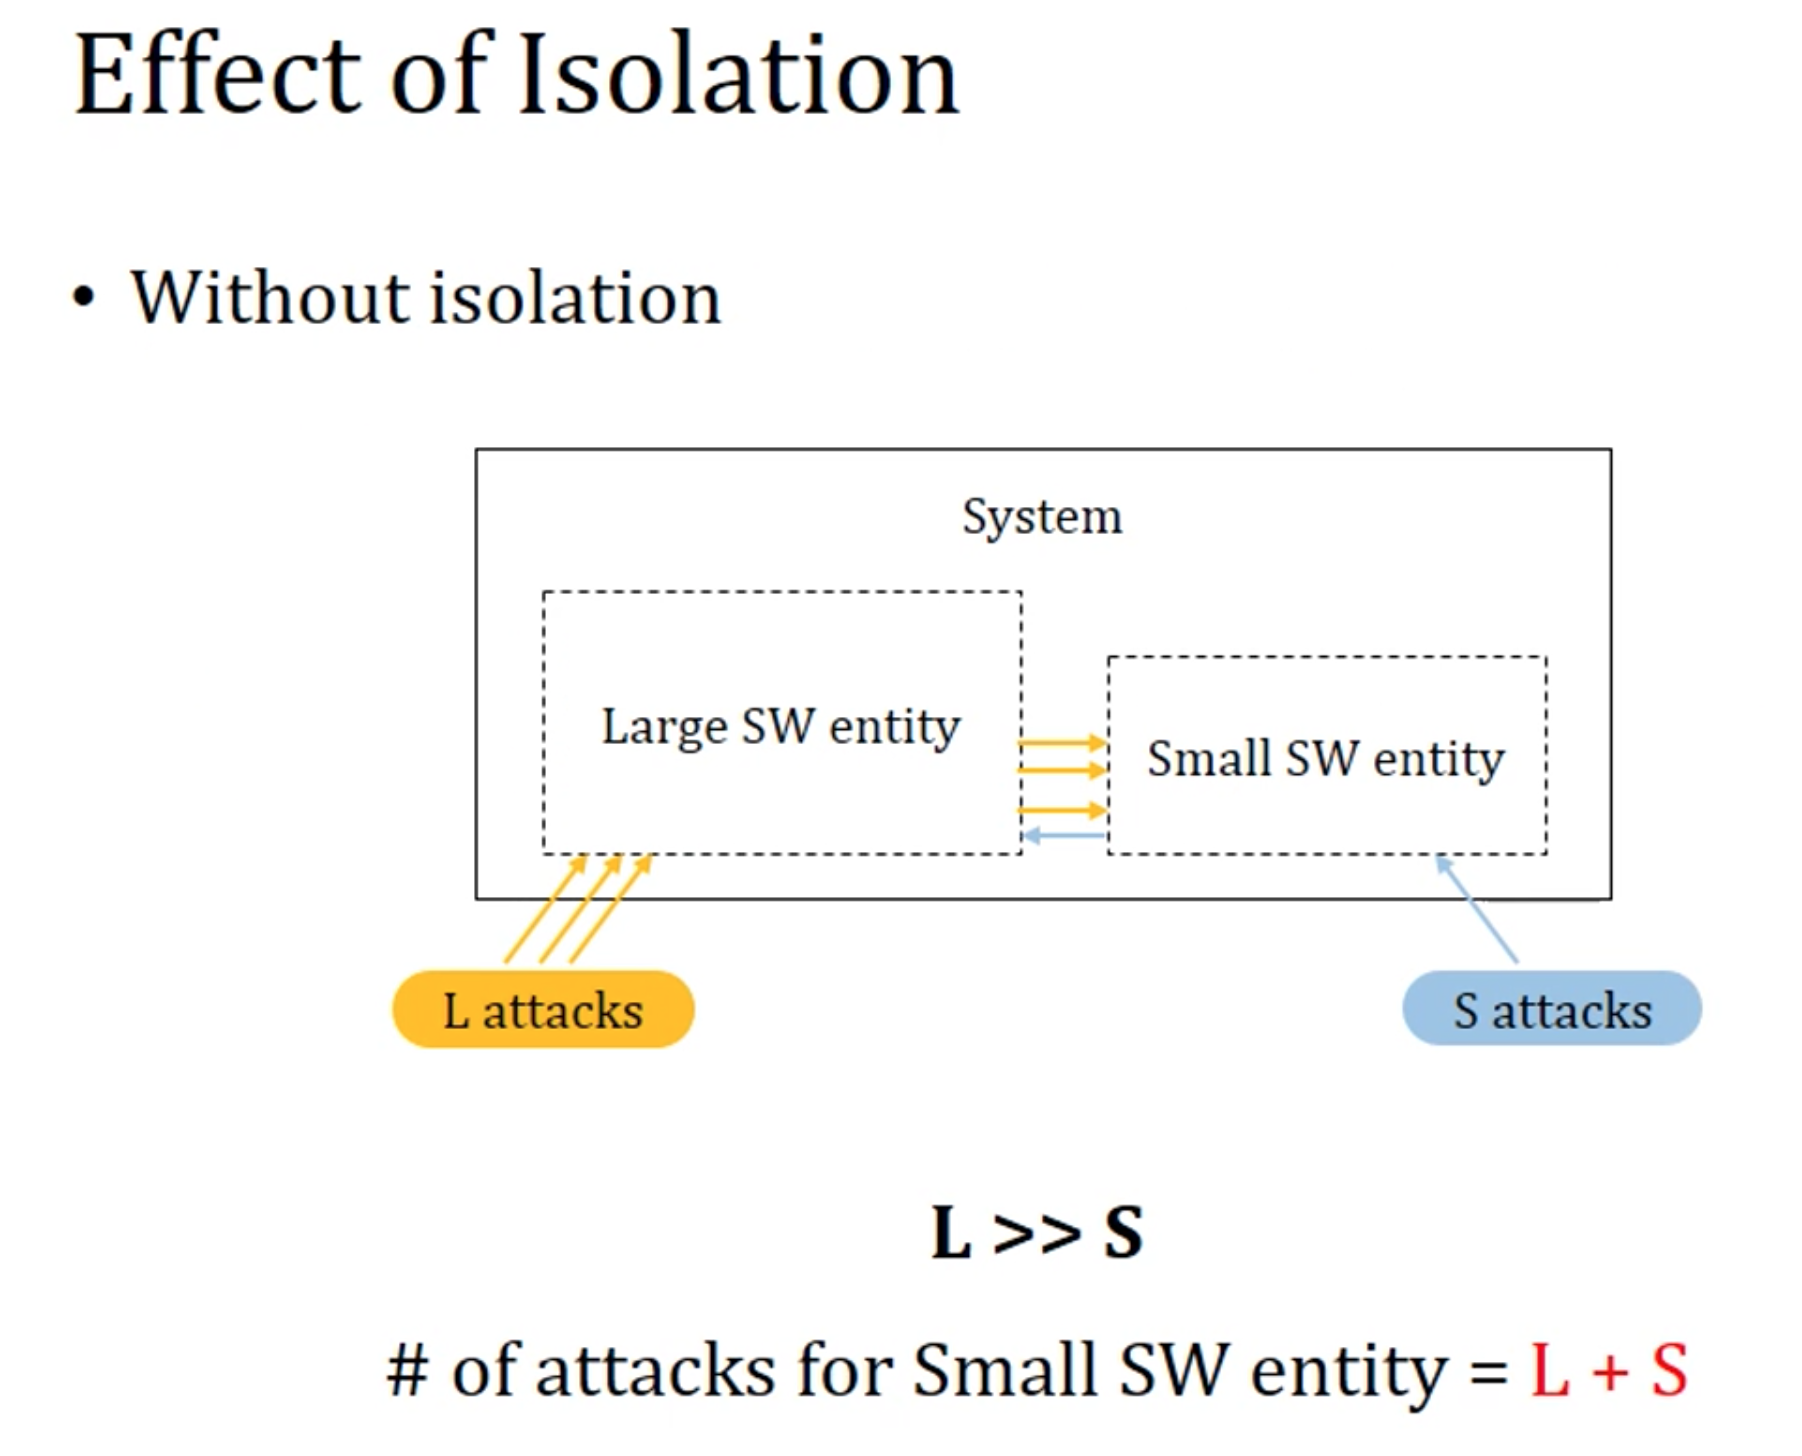 Effect of Isolation
• Without isolation
System
Large SW entity
Small SW entity
L attacks
S attacks
L >> S
# of attacks for Small SW entity = L + S